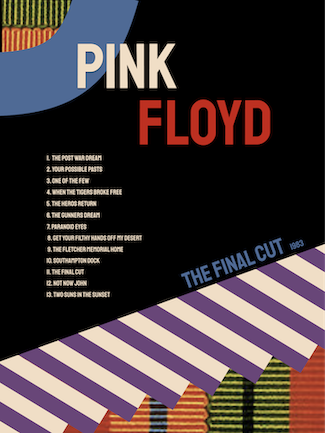 PINK
FLOYD
1. THE POST WAR DREAM
2. YOUR POSSIBLE PASTS
3. ONE OF THE FEW
4. WHEN THE TIGERS BROKE FREE
5. THE HEROS RETURN
6. THE GUNNERS DREAM
7. PARANOID EYES
8. GET YOUR FILTHY HANDS OFF MY DESERT
9. THE FLETCHER MEMORIAL HOME
10. SOUTHAMPTON DOCK
11. THE FINAL CUT
12. NOT NOW JOHN
13. TWO SUNS IN THE SUNSET
THE FINAL CUT 1983